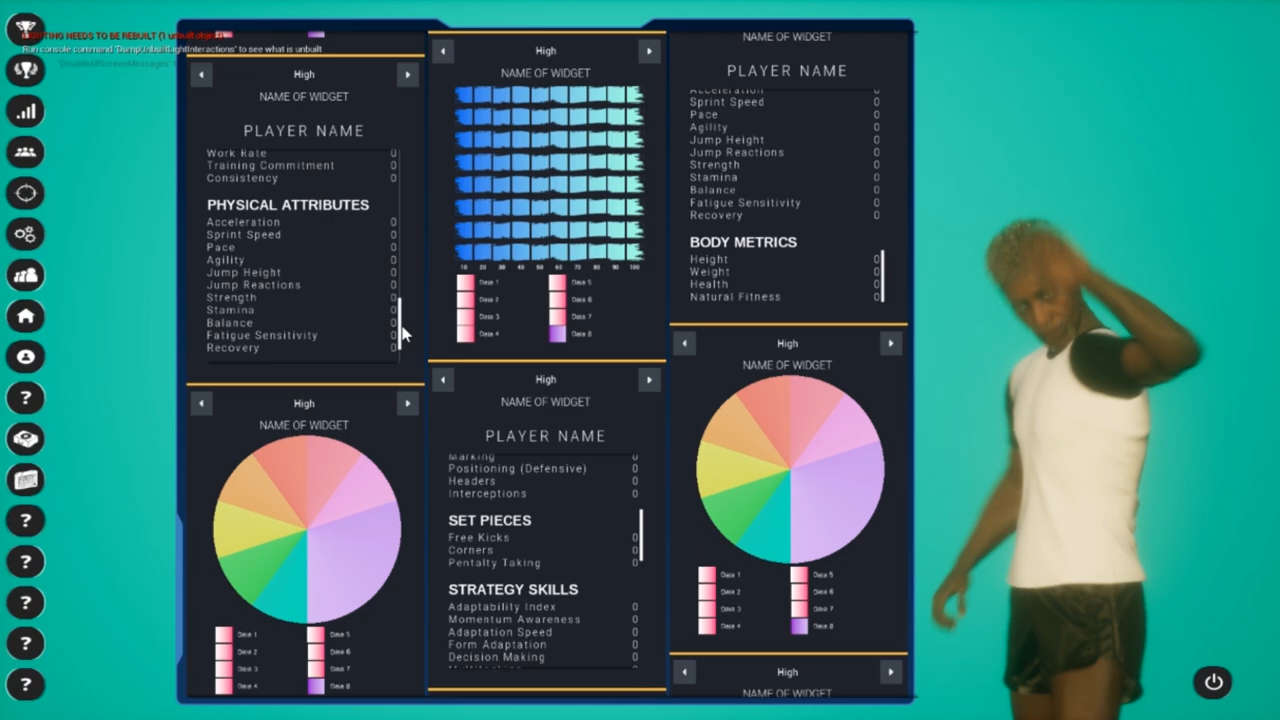 LIGHTING NEEDS TO BE REBUILT (1 unbuilt object)
Run console command 'DumpUnbuiltLightInteractions' to see what is unbuilt
'DisableAllScreenMessages'
High
NAME OF WIDGET
PLAYER NAME
Work Rate 0
Training Commitment 0
Consistency 0
PHYSICAL ATTRIBUTES
Acceleration 0
Sprint Speed 0
Pace 0
Agility 0
Jump Height 0
Jump Reactions 0
Strength 0
Stamina 0
Balance 0
Fatigue Sensitivity 0
Recovery 0
High
NAME OF WIDGET
Data 1
Data 2
Data 3
Data 4
Data 5
Data 6
Data 7
Data 8
High
NAME OF WIDGET
10 20 30 40 50 60 70 80 90 100
Data 1
Data 2
Data 3
Data 4
Data 5
Data 6
Data 7
Data 8
High
NAME OF WIDGET
PLAYER NAME
Marking 0
Positioning (Defensive) 0
Headers 0
Interceptions 0
SET PIECES
Free Kicks 0
Corners 0
Pentalty Taking 0
STRATEGY SKILLS
Adaptability Index 0
Momentum Awareness 0
Adaptation Speed 0
Form Adaptation 0
Decision Making 0
NAME OF WIDGET
PLAYER NAME
Acceleration 0
Sprint Speed 0
Pace 0
Agility 0
Jump Height 0
Jump Reactions 0
Strength 0
Stamina 0
Balance 0
Fatigue Sensitivity 0
Recovery 0
BODY METRICS
Height 0
Weight 0
Health 0
Natural Fitness 0
High
NAME OF WIDGET
Data 1
Data 2
Data 3
Data 4
Data 5
Data 6
Data 7
Data 8
High
NAME OF WIDGET
?
?
?
?
?
?